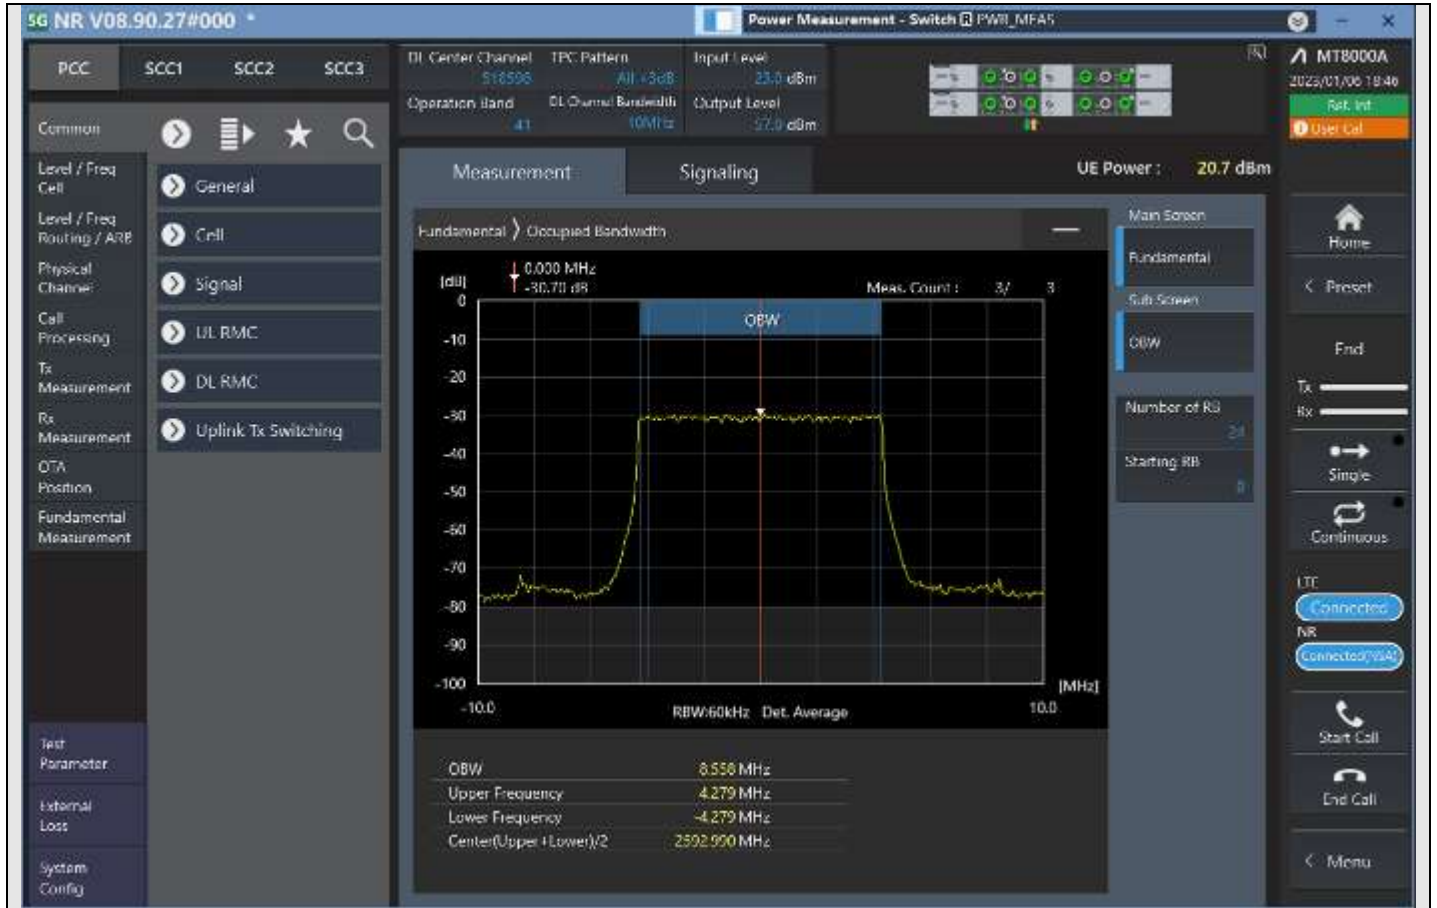 SG NR V08.90.27#000 *
Power Measurement - Switch PWR_MEAS
PCC SCC1 SCC2 SCC3
DL Center Channel 518598
TPC Pattern All +3dB
Input Level 23.0 dBm
Operation Band 41
DL Channel Bandwidth 10MHz
Output Level dBm
MT8000A
2023/01/06 18:46
Ref. Int
User Cal
Common
Level / Freq
Cell
Level / Freq
Routing / ARB
Physical
Channel
Call
Processing
Tx
Measurement
Rx
Measurement
OTA
Position
Fundamental
Measurement
Test
Parameter
External
Loss
System
Config
General
Cell
Signal
UL RMC
DL RMC
Uplink Tx Switching
Measurement Signaling
UE Power : 20.7 dBm
Fundamental Occupied Bandwidth
[dB]
0.000 MHz
-30.70 dB
Meas. Count : 3/ 3
OBW
0
-10
-20
-30
-40
-50
-60
-70
-80
-90
-100
-10.0
RBW:60kHz Det. Average
10.0
[MHz]
OBW 8.558 MHz
Upper Frequency 4.279 MHz
Lower Frequency -4.279 MHz
Center(Upper+Lower)/2 2592.990 MHz
Main Screen
Fundamental
Sub Screen
OBW
Number of RB
24
Starting RB
0
Home
< Preset
End
Tx
Rx
Single
Continuous
LTE
Connected
NR
Connected(NSA)
Start Call
End Call
< Menu